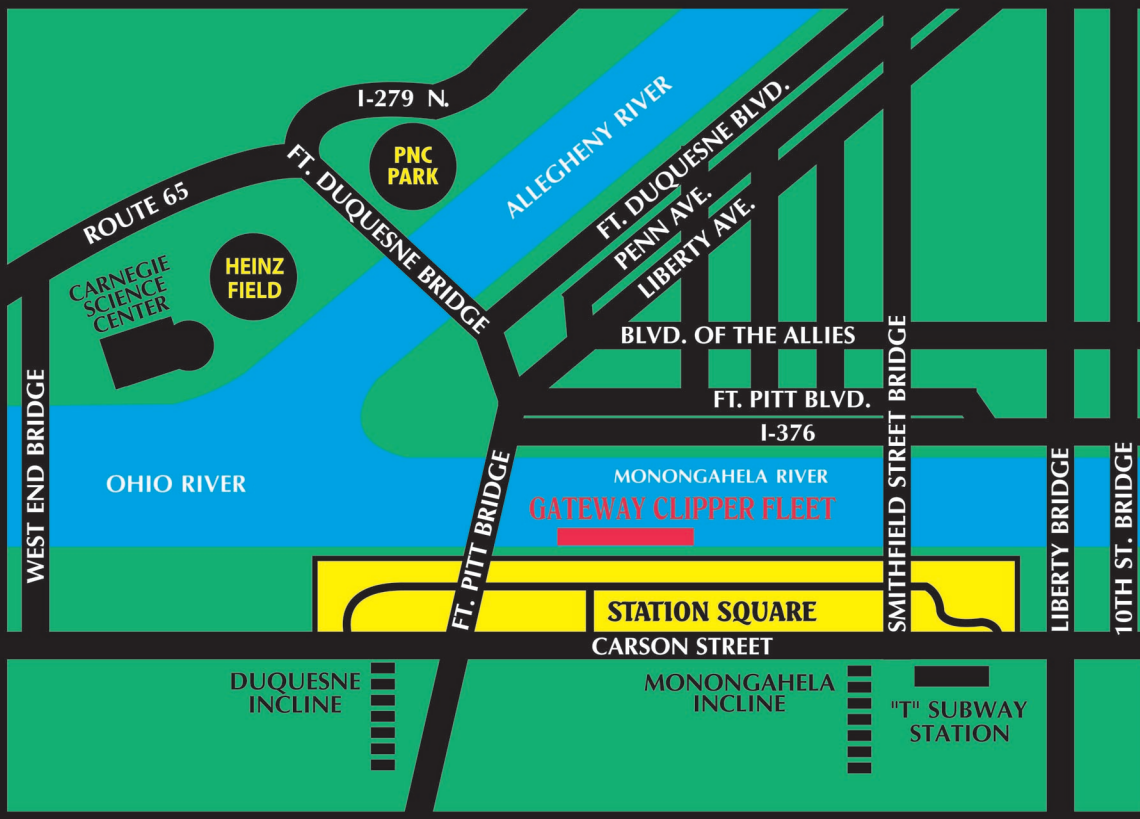 I-279 N.
PNC
PARK
ALLEGHENY RIVER
FT. DUQUESNE BLVD.
PENN AVE.
LIBERTY AVE.
ROUTE 65
FT. DUQUESNE BRIDGE
HEINZ
FIELD
CARNEGIE
SCIENCE
CENTER
BLVD. OF THE ALLIES
FT. PITT BLVD.
I-376
WEST END BRIDGE
OHIO RIVER
FT. PITT BRIDGE
MONONGAHELA RIVER
GATEWAY CLIPPER FLEET
SMITHFIELD STREET BRIDGE
LIBERTY BRIDGE
10TH ST. BRIDGE
STATION SQUARE
CARSON STREET
DUQUESNE
INCLINE
MONONGAHELA
INCLINE
"T" SUBWAY
STATION